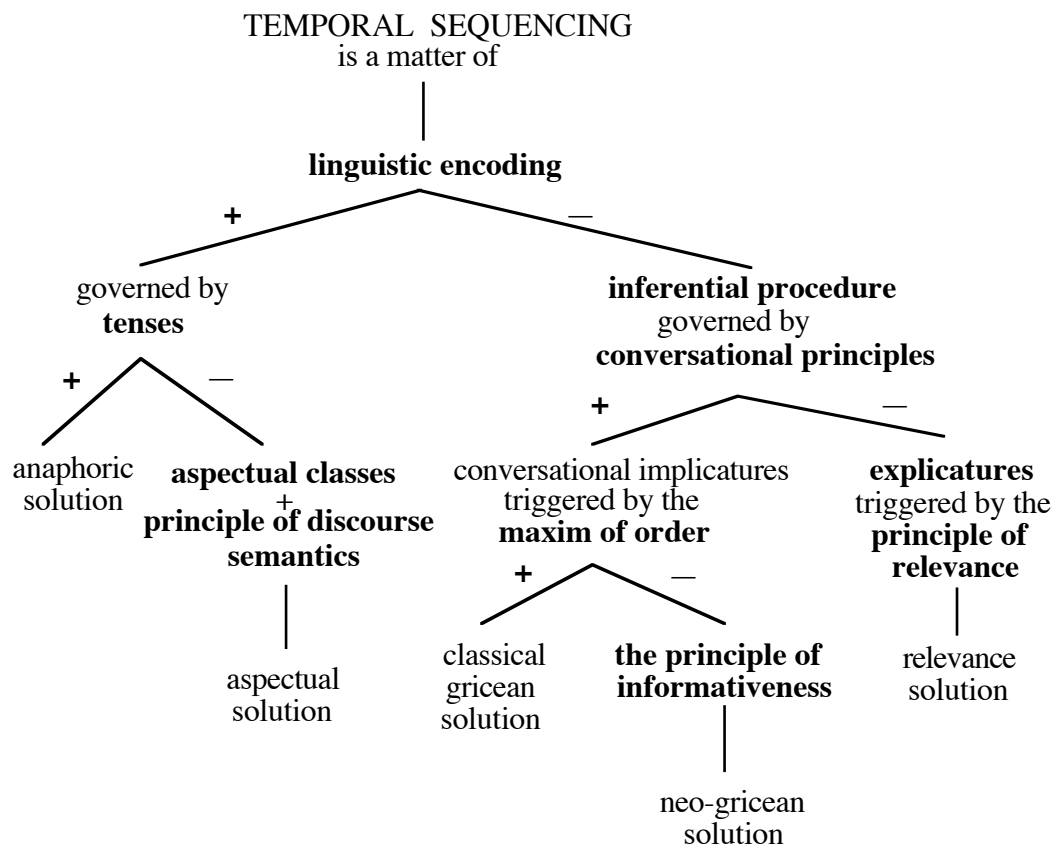 TEMPORAL SEQUENCING
is a matter of
linguistic encoding
+
—
governed by
tenses
inferential procedure
governed by
conversational principles
+
—
+
—
anaphoric
solution
aspectual classes
+
principle of discourse
semantics
conversational implicatures
triggered by the
maxim of order
explicatures
triggered by the
principle of
relevance
+
—
aspectual
solution
classical
gricean
solution
the principle of
informativeness
relevance
solution
neo-gricean
solution